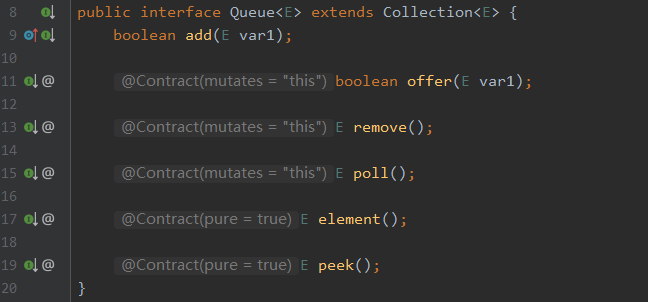 8 public interface Queue<E> extends Collection<E> {
9 boolean add(E var1);
10
11 @ @Contract(mutates = "this") boolean offer(E var1);
12
13 @ @Contract(mutates = "this") E remove();
14
15 @ @Contract(mutates = "this") E poll();
16
17 @ @Contract(pure = true) E element();
18
19 @ @Contract(pure = true) E peek();
20 }